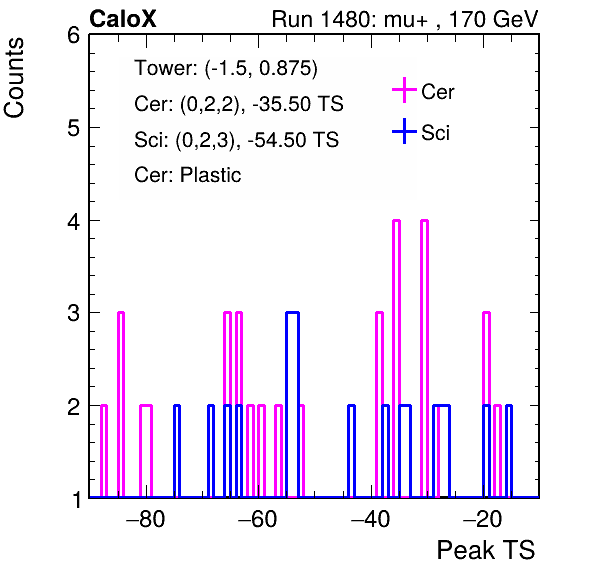 CaloX Run 1480: mu+ , 170 GeV
Counts
6
5
4
3
2
1
Tower: (-1.5, 0.875)
Cer: (0,2,2), -35.50 TS
Sci: (0,2,3), -54.50 TS
Cer: Plastic
Cer
Sci
−80 −60 −40 −20
Peak TS